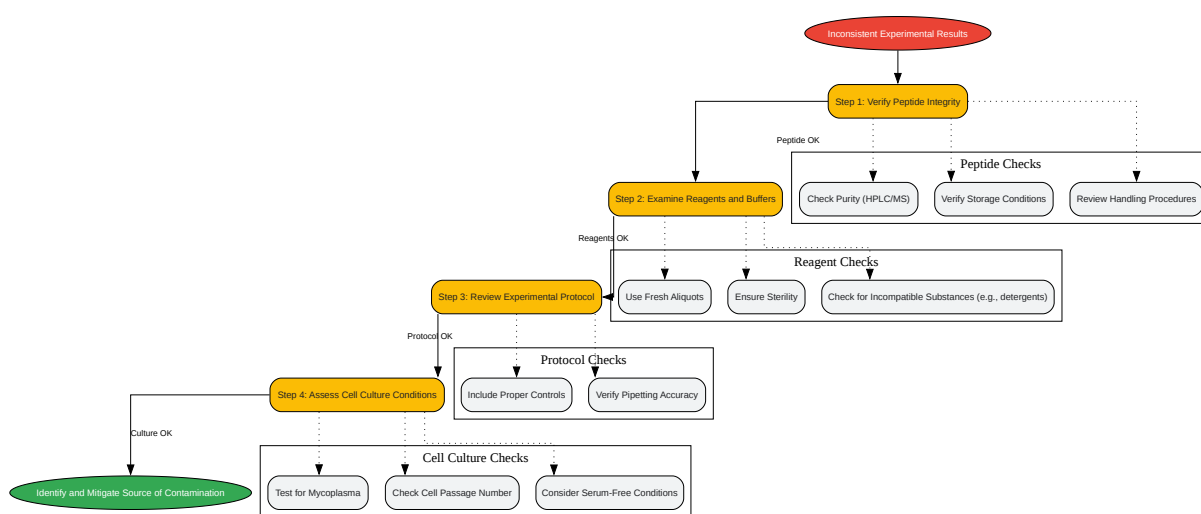 Inconsistent Experimental Results
Step 1: Verify Peptide Integrity
Peptide OK
Peptide Checks
Check Purity (HPLC/MS)
Verify Storage Conditions
Review Handling Procedures
Step 2: Examine Reagents and Buffers
Reagents OK
Reagent Checks
Use Fresh Aliquots
Ensure Sterility
Check for Incompatible Substances (e.g., detergents)
Step 3: Review Experimental Protocol
Protocol OK
Protocol Checks
Include Proper Controls
Verify Pipetting Accuracy
Step 4: Assess Cell Culture Conditions
Culture OK
Cell Culture Checks
Identify and Mitigate Source of Contamination
Test for Mycoplasma
Check Cell Passage Number
Consider Serum-Free Conditions